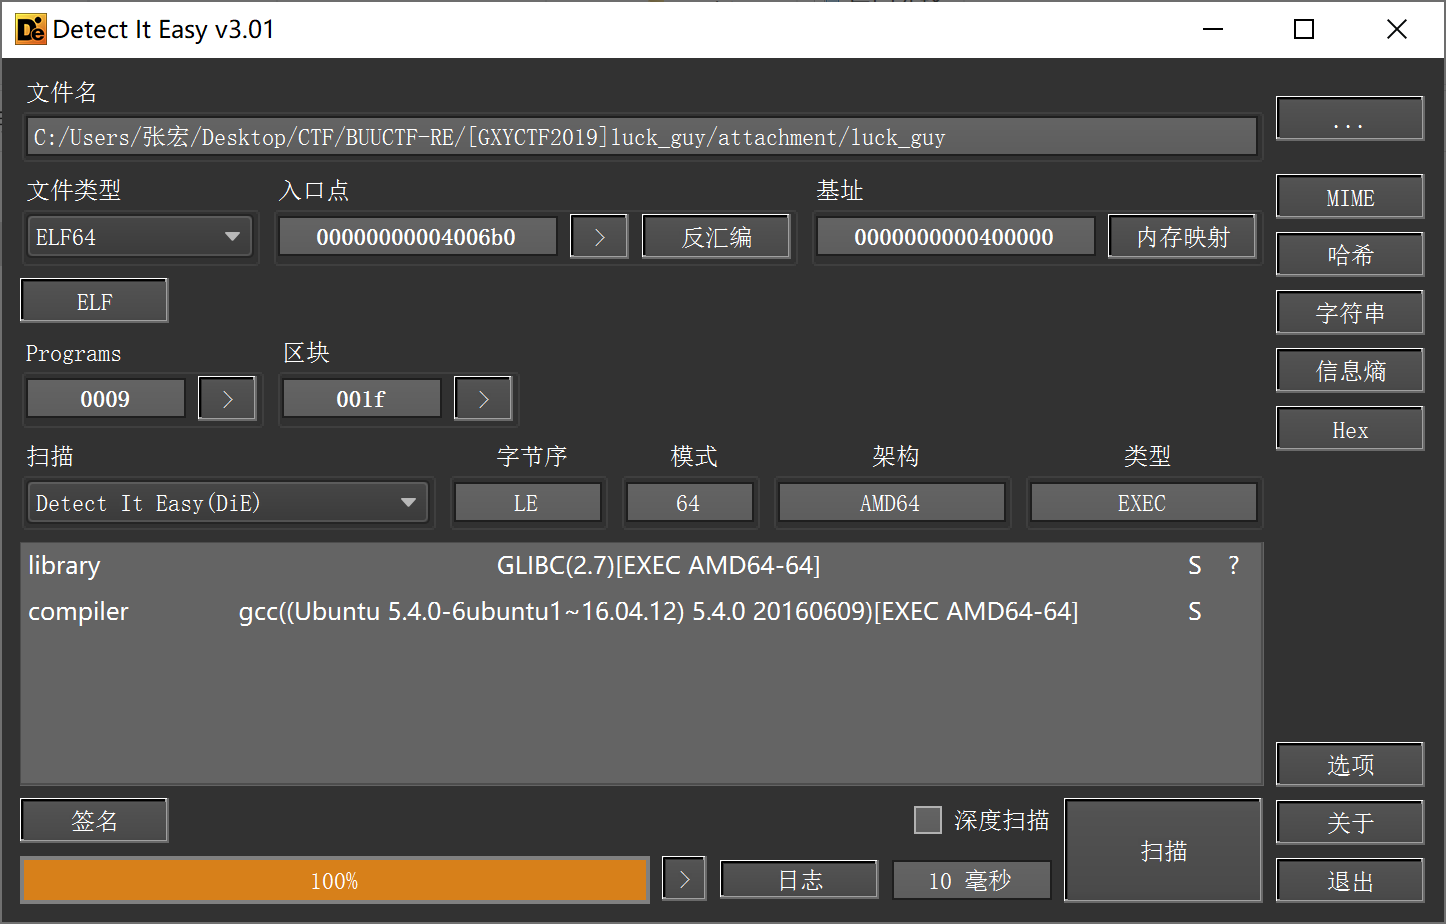 Detect It Easy v3.01
文件名
C:/Users/张宏/Desktop/CTF/BUUCTF-RE/[GXYCTF2019]luck_guy/attachment/luck_guy
...
文件类型 入口点 基址
ELF64 00000000004006b0 > 反汇编 0000000000400000 内存映射
MIME
哈希
ELF
字符串
Programs 区块
0009 > 001f >
信息熵
Hex
扫描 字节序 模式 架构 类型
Detect It Easy(DiE) LE 64 AMD64 EXEC
library GLIBC(2.7)[EXEC AMD64-64] S ?
compiler gcc((Ubuntu 5.4.0-6ubuntu1~16.04.12) 5.4.0 20160609)[EXEC AMD64-64] S
选项
签名 深度扫描 扫描
关于
100% > 日志 10 毫秒
退出